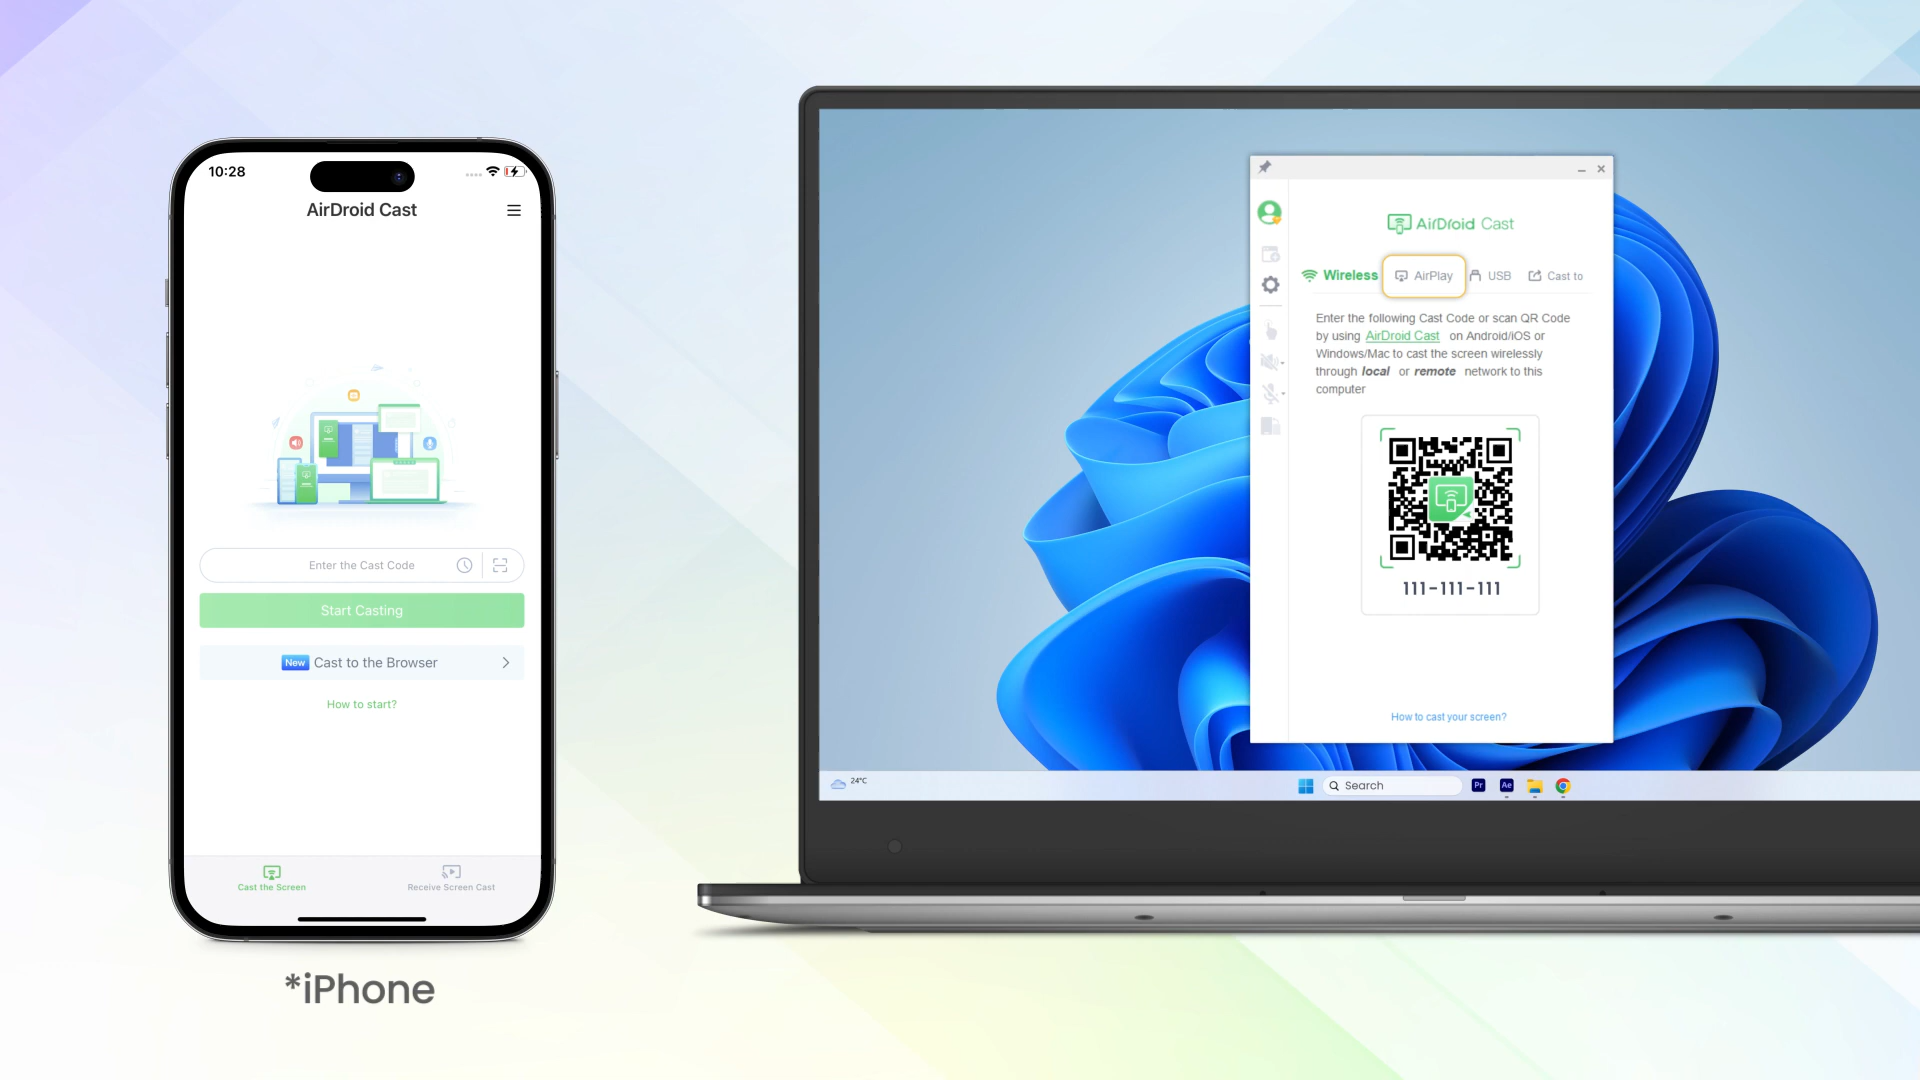 10:28
AirDroid Cast
Enter the Cast Code
Start Casting
New Cast to the Browser
How to start?
Cast the Screen
Receive Screen Cast
*iPhone
AirDroid Cast
Wireless
AirPlay
USB
Cast to
Enter the following Cast Code or scan QR Code
by using AirDroid Cast on Android/iOS or
Windows/Mac to cast the screen wirelessly
through local or remote network to this
computer
111-111-111
How to cast your screen?
24°C
Search
Pr
Ae